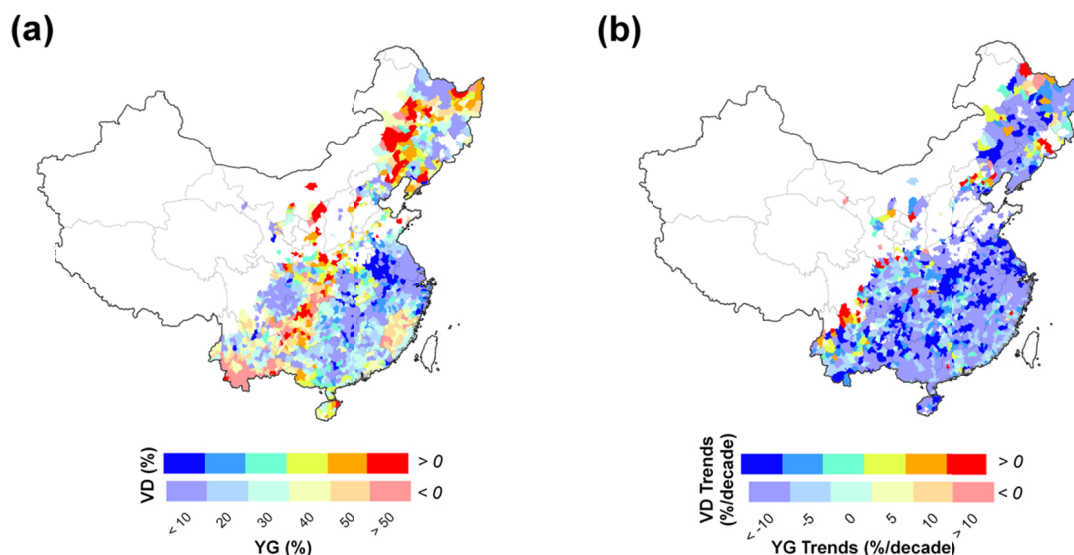 (a)
(b)
VD (%)
> 0
< 0
< 10
20
30
40
50
> 50
YG (%)
VD Trends
(%/decade)
> 0
< 0
< -10
-5
0
5
10
> 10
YG Trends (%/decade)